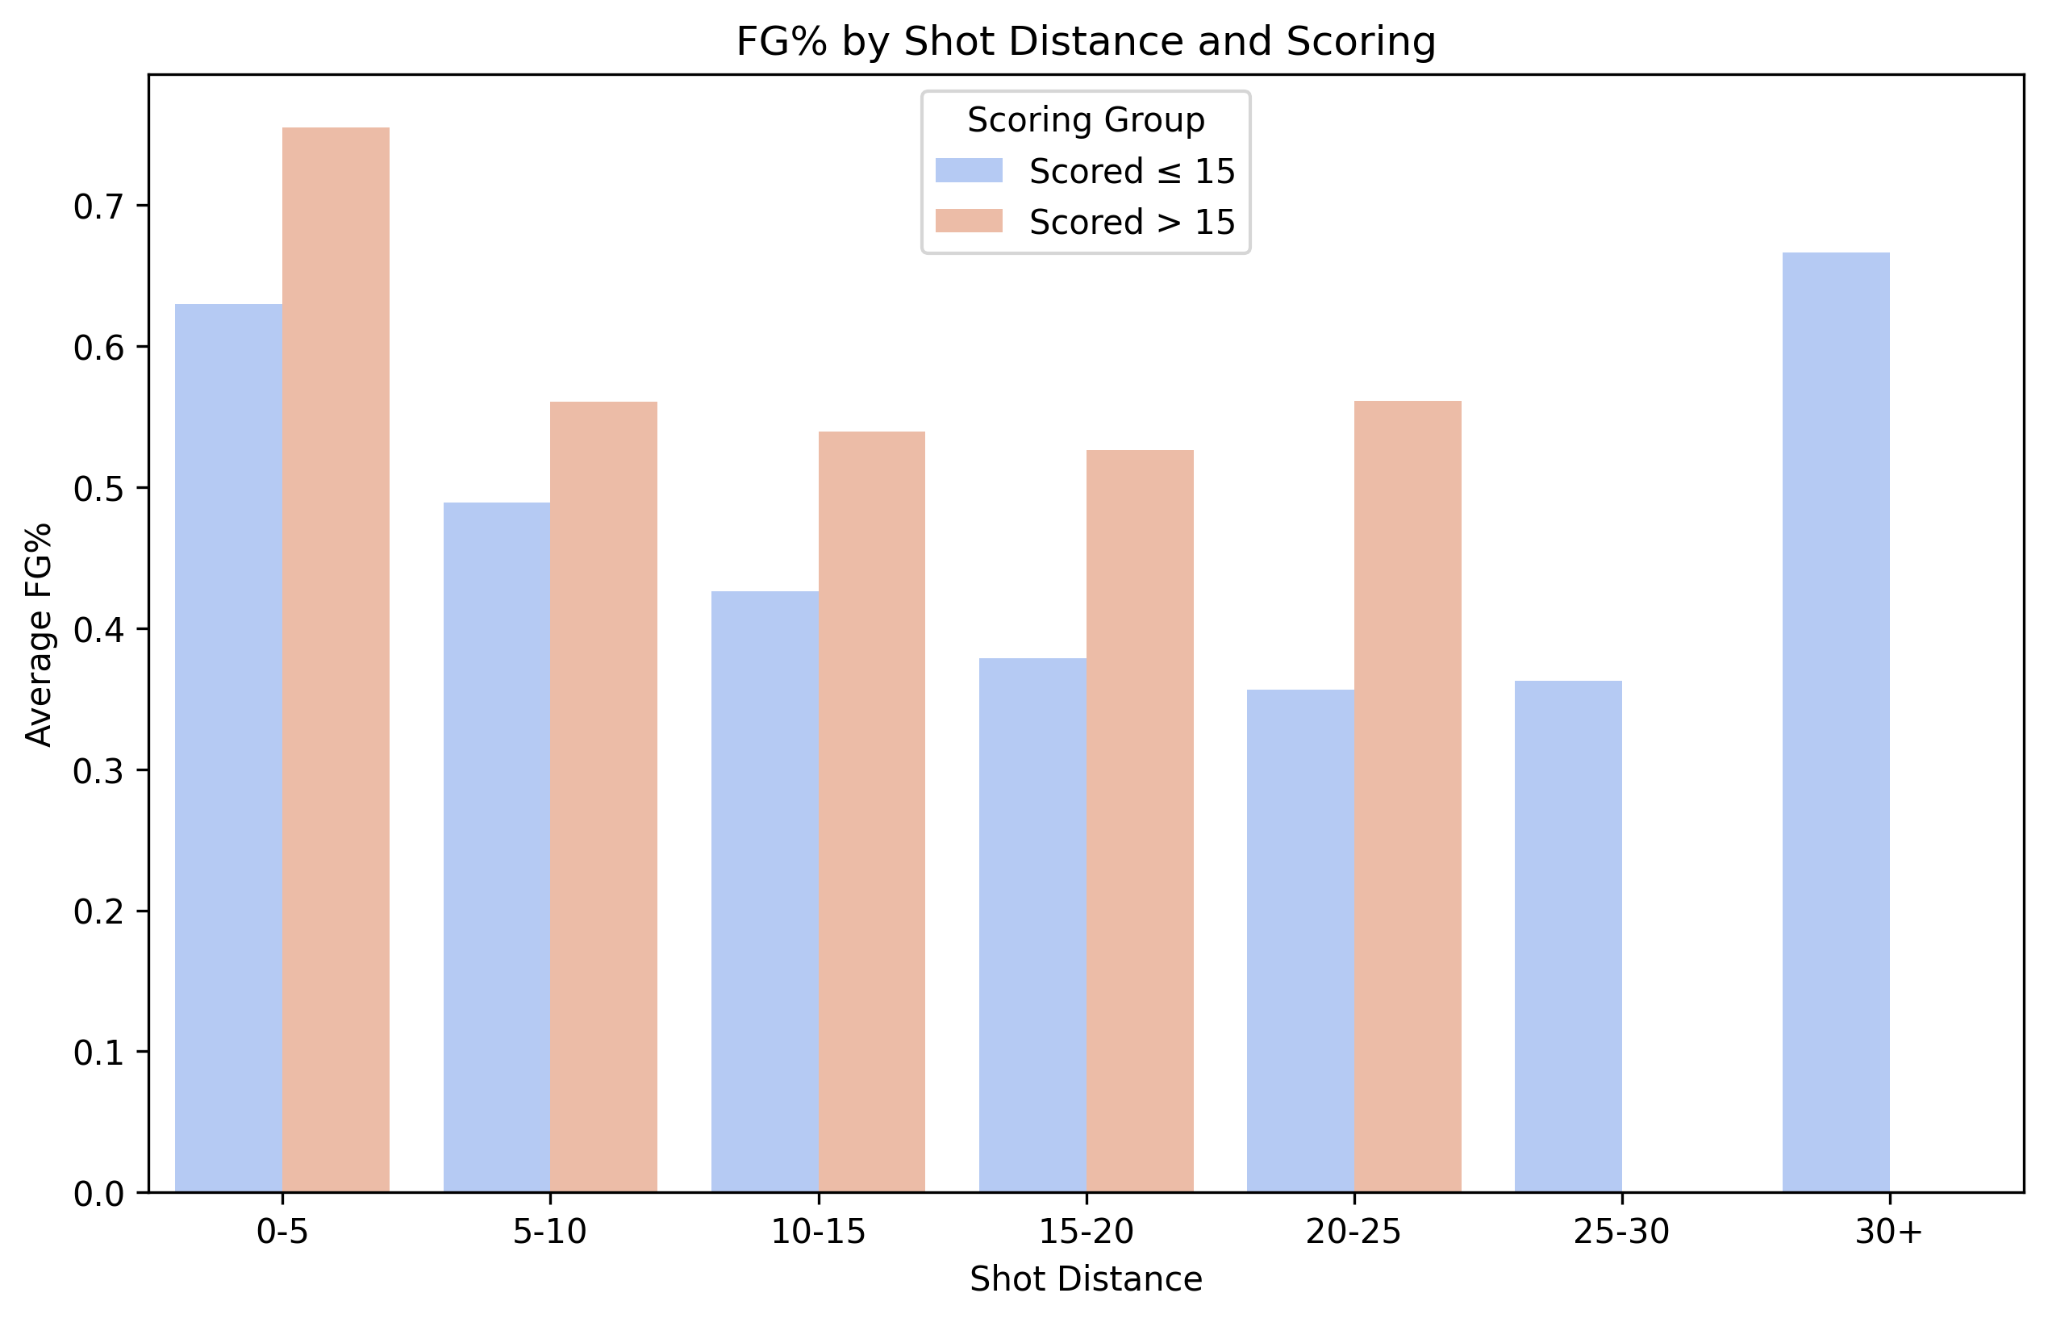 FG% by Shot Distance and Scoring
Scoring Group
Scored ≤ 15
Scored > 15
Average FG%
0.7
0.6
0.5
0.4
0.3
0.2
0.1
0.0
0-5
5-10
10-15
15-20
20-25
25-30
30+
Shot Distance